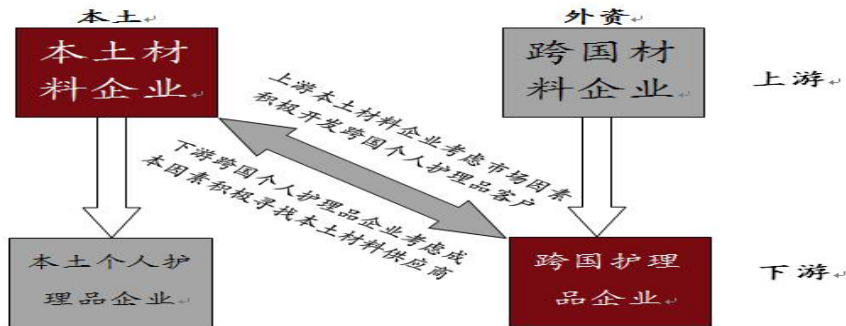 本土
外资
本土材
料企业
跨国材
料企业
上游
上游本土材料企业考虑市场因素
积极开发跨国个人护理品客户
下游跨国个人护理品企业考虑成
本因素积极寻找本土材料供应商
本土个人护
理品企业
跨国护理
品企业
下游